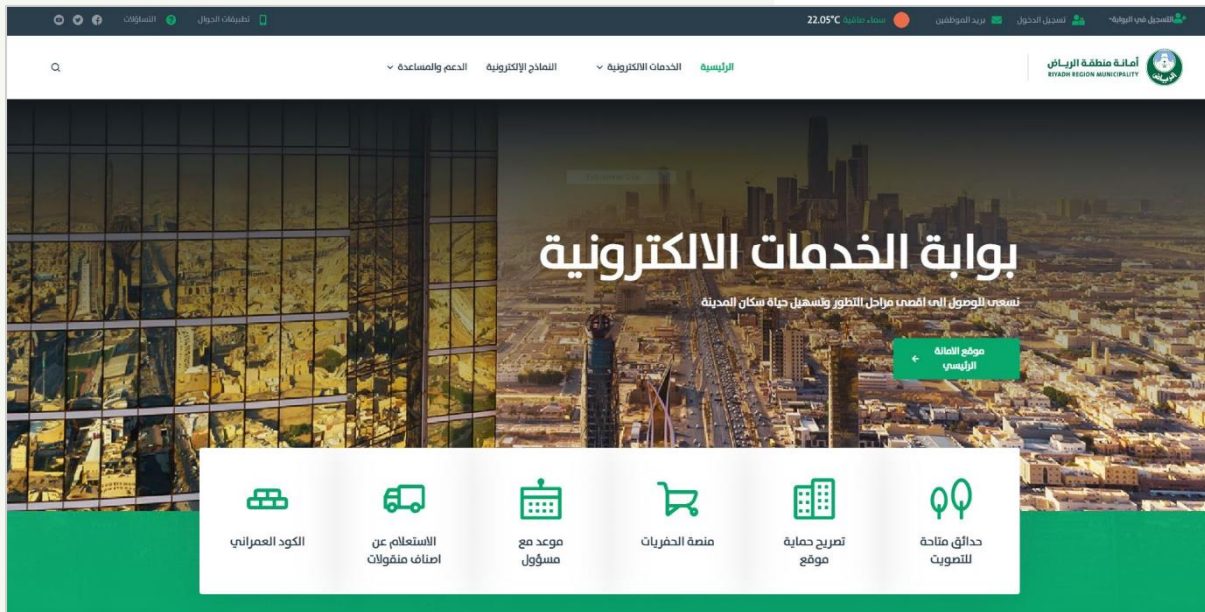 التسجيل في البوابة
تسجيل الدخول
بريد الموظفين
سماء صافية 22.05°C
تطبيقات الجوال
التساؤلات
أمانة منطقة الرياض
RIYADH REGION MUNICIPALITY
الرئيسية
الخدمات الالكترونية
النماذج الإلكترونية
الدعم والمساعدة
بوابة الخدمات الالكترونية
نسعى للوصول الى اقصى مراحل التطور وتسهيل حياة سكان المدينة
موقع الامانة
الرئيسي
حدائق متاحة
للتصويت
تصريح حماية
موقع
منصة الحفريات
موعد مع
مسؤول
الاستعلام عن
اصناف منقولات
الكود العمراني